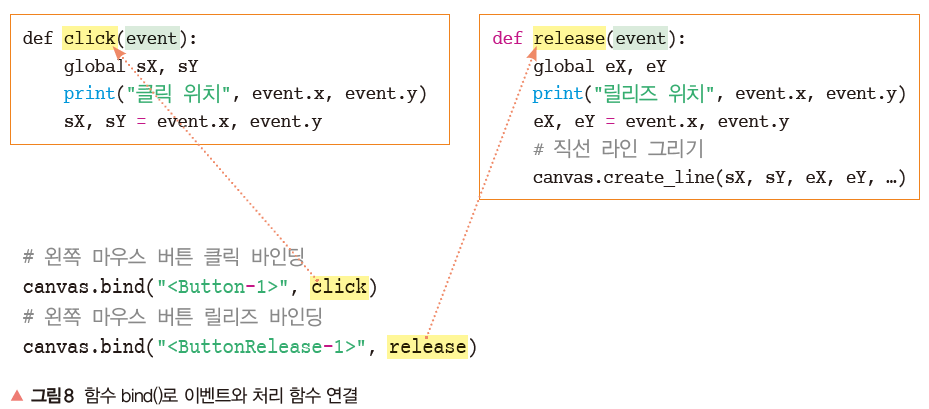 def click(event):
    global sX, sY
    print("클릭 위치", event.x, event.y)
    sX, sY = event.x, event.y
def release(event):
    global eX, eY
    print("릴리즈 위치", event.x, event.y)
    eX, eY = event.x, event.y
    # 직선 라인 그리기
    canvas.create_line(sX, sY, eX, eY, …)
# 왼쪽 마우스 버튼 클릭 바인딩
canvas.bind("<Button-1>", click)
# 왼쪽 마우스 버튼 릴리즈 바인딩
canvas.bind("<ButtonRelease-1>", release)
▲ 그림 8 함수 bind()로 이벤트와 처리 함수 연결